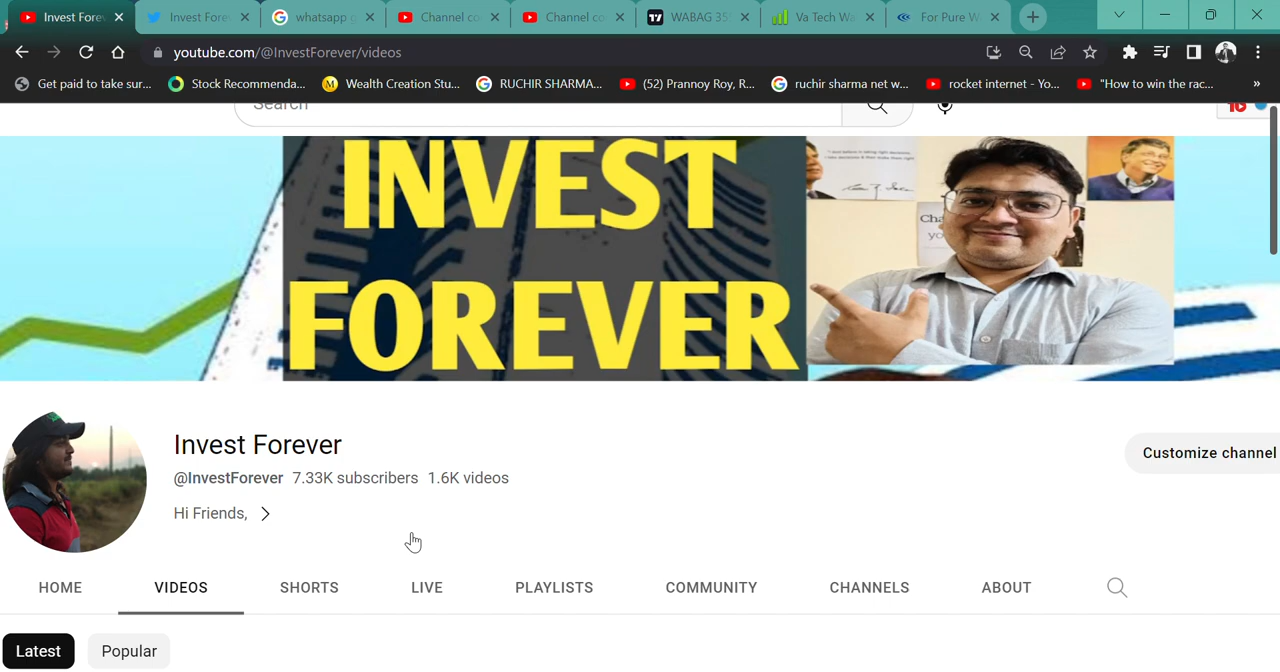 Invest Forev
Invest Forev
whatsapp g
Channel co
Channel co
WABAG 35
Va Tech Wa
For Pure W
youtube.com/@InvestForever/videos
Get paid to take sur...
Stock Recommenda...
Wealth Creation Stu...
RUCHIR SHARMA...
(52) Prannoy Roy, R...
ruchir sharma net w...
rocket internet - Yo...
"How to win the rac...
»
Search
INVEST
FOREVER
Invest Forever
@InvestForever 7.33K subscribers 1.6K videos
Hi Friends,
Customize channel
HOME
VIDEOS
SHORTS
LIVE
PLAYLISTS
COMMUNITY
CHANNELS
ABOUT
Latest
Popular